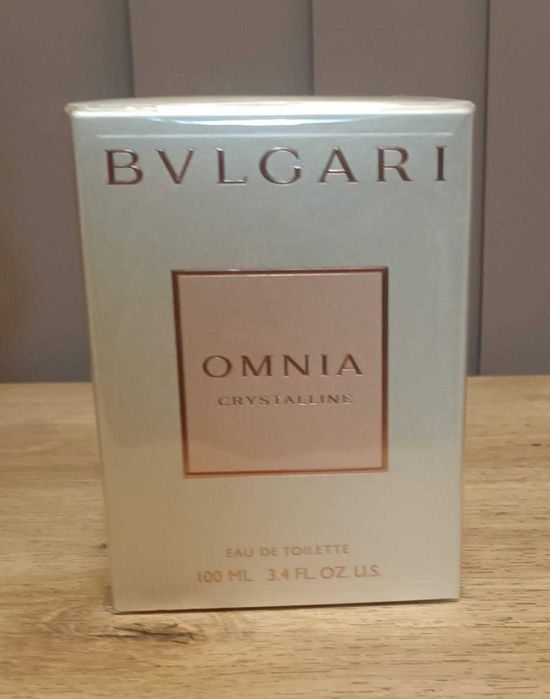 BVLGARI
OMNIA
CRYSTALLINE
EAU DE TOILETTE
100 ML 3.4 FL. OZ. U.S.